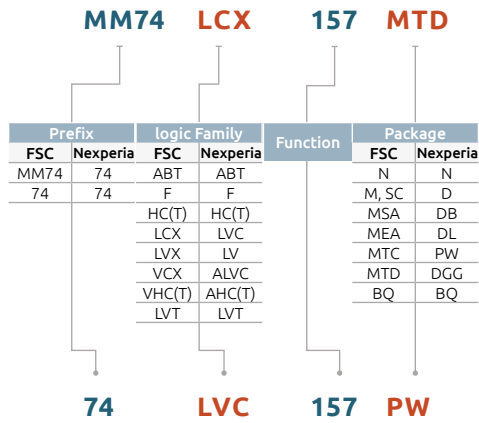 MM74 LCX 157 MTD
Prefix logic Family Function Package
FSC Nexperia FSC Nexperia FSC Nexperia
MM74 74 ABT ABT N N
74 74 F F M, SC D
HC(T) HC(T) MSA DB
LCX LVC MEA DL
LVX LV MTC PW
VCX ALVC MTD DGG
VHC(T) AHC(T) BQ BQ
LVT LVT
74 LVC 157 PW